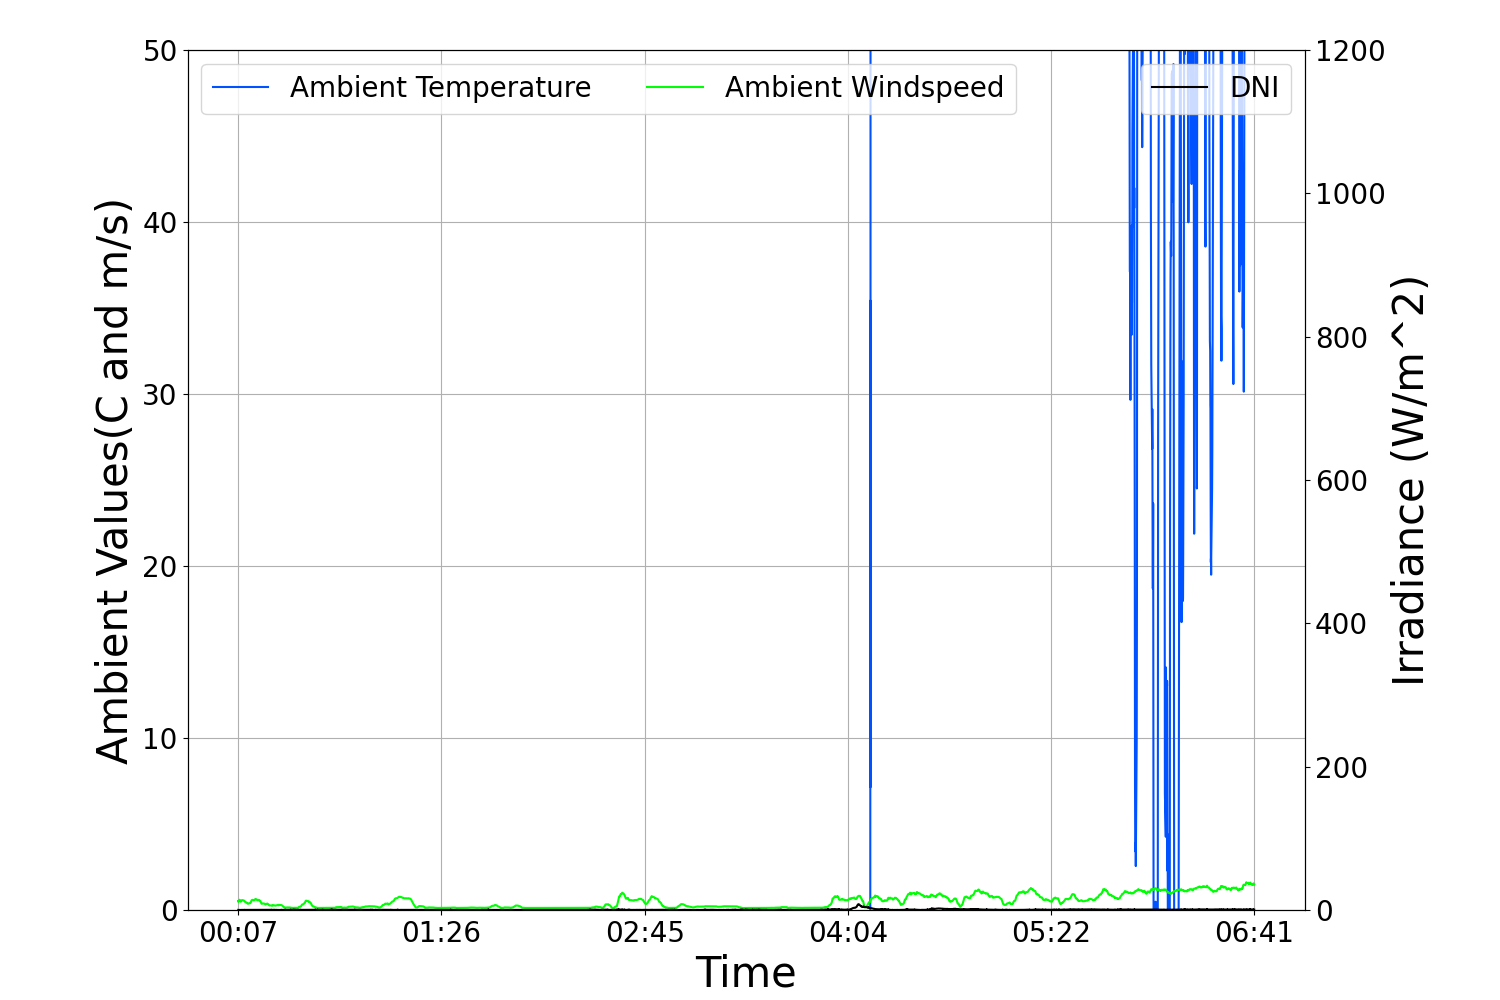 Ambient Temperature
Ambient Windspeed
DNI
50
40
30
20
10
0
1200
1000
800
600
400
200
0
Ambient Values(C and m/s)
Irradiance (W/m^2)
00:07 01:26 02:45 04:04 05:22 06:41
Time